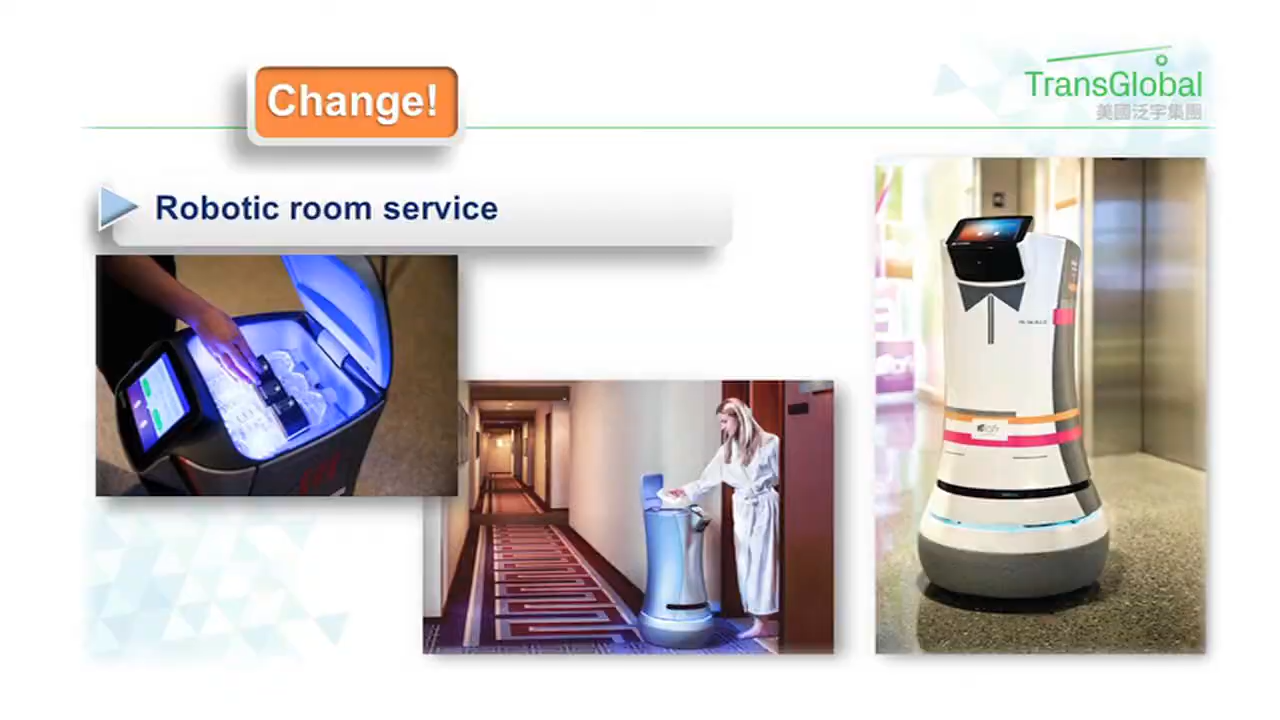 Change!
TransGlobal
美國泛宇集團
Robotic room service